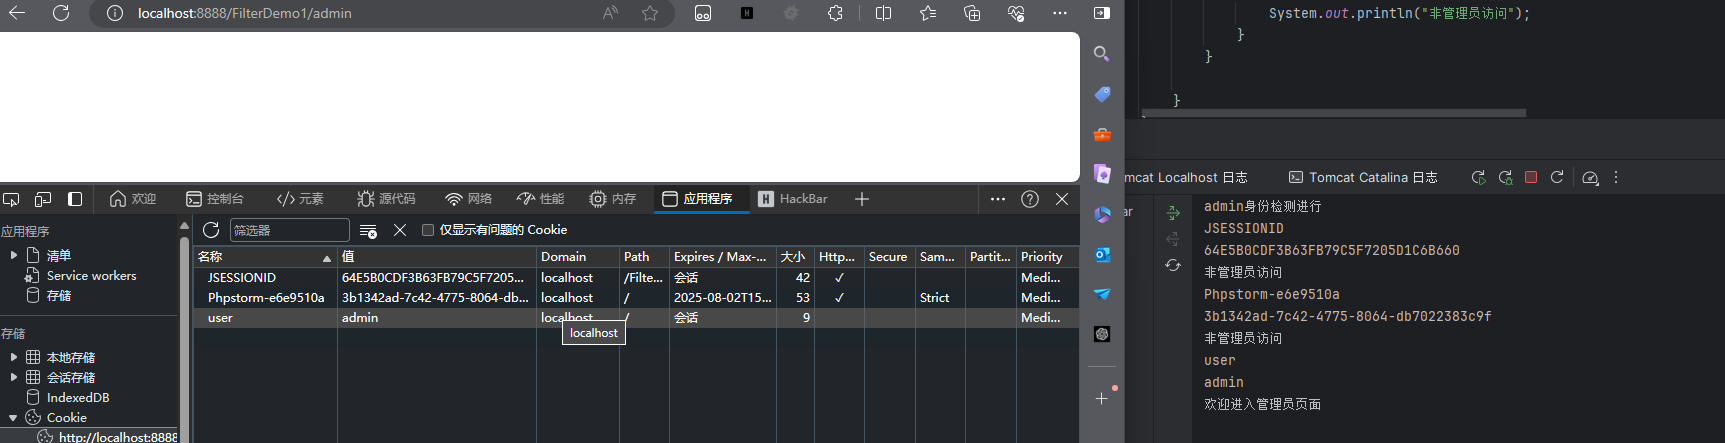 localhost:8888/FilterDemo1/admin
欢迎
控制台
元素
源代码
网络
性能
内存
应用程序
HackBar
应用程序
清单
Service workers
存储
存储
本地存储
会话存储
IndexedDB
Cookie
http://localhost:8888
筛选器
仅显示有问题的 Cookie
名称 值 Domain Path Expires / Max-... 大小 Http... Secure Sam... Partit... Priority
JSESSIONID 64E5B0CDF3B63FB79C5F7205... localhost /Filte... 会话 42 ✓ Medi...
Phpstorm-e6e9510a 3b1342ad-7c42-4775-8064-db... localhost / 2025-08-02T15... 53 ✓ Strict Medi...
user admin localhost / 会话 9 Medi...
localhost
System.out.println("非管理员访问");
}
}
}
mcat Localhost 日志
Tomcat Catalina 日志
ar
admin身份检测进行
JSESSIONID
64E5B0CDF3B63FB79C5F7205D1C6B660
非管理员访问
Phpstorm-e6e9510a
3b1342ad-7c42-4775-8064-db7022383c9f
非管理员访问
user
admin
欢迎进入管理员页面